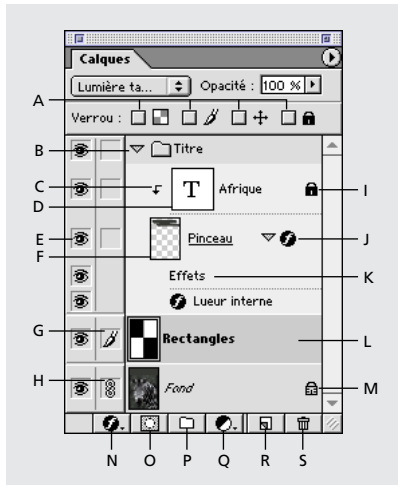 Calques
Lumière ta... Opacité : 100 %
A
Verrou :
B Titre
C T Afrique I
D
E Pinceau J
F
Effets K
Lueur interne
G Rectangles L
H Fond M
N O P Q R S